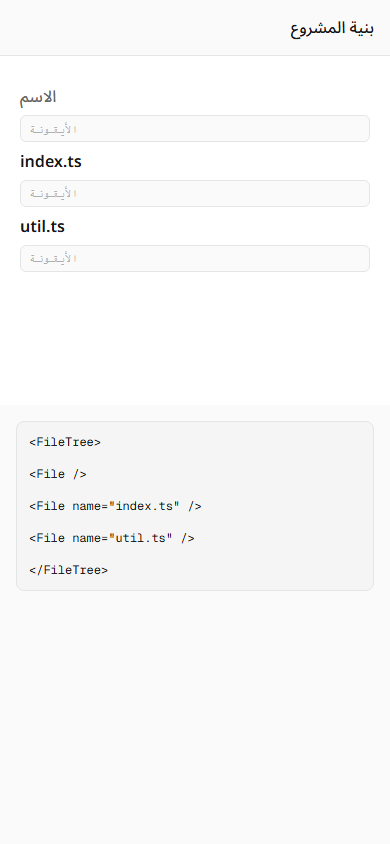 بنية المشروع
الاسم
الأيقونة
index.ts
الأيقونة
util.ts
الأيقونة
<FileTree>
<File />
<File name="index.ts" />
<File name="util.ts" />
</FileTree>